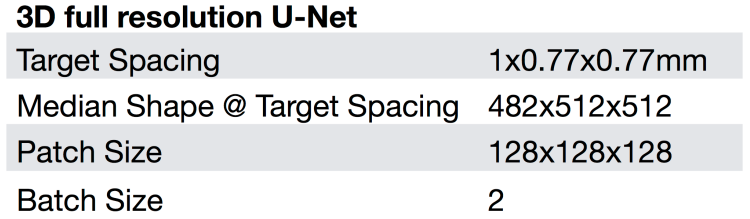 3D full resolution U-Net
Target Spacing 1x0.77x0.77mm
Median Shape @ Target Spacing 482x512x512
Patch Size 128x128x128
Batch Size 2